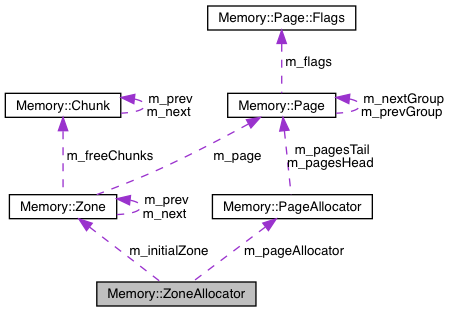 Memory::Page::Flags
m_flags
Memory::Chunk
m_prev
m_next
Memory::Page
m_nextGroup
m_prevGroup
m_freeChunks
m_page
m_pagesTail
m_pagesHead
Memory::Zone
m_prev
m_next
Memory::PageAllocator
m_initialZone
m_pageAllocator
Memory::ZoneAllocator